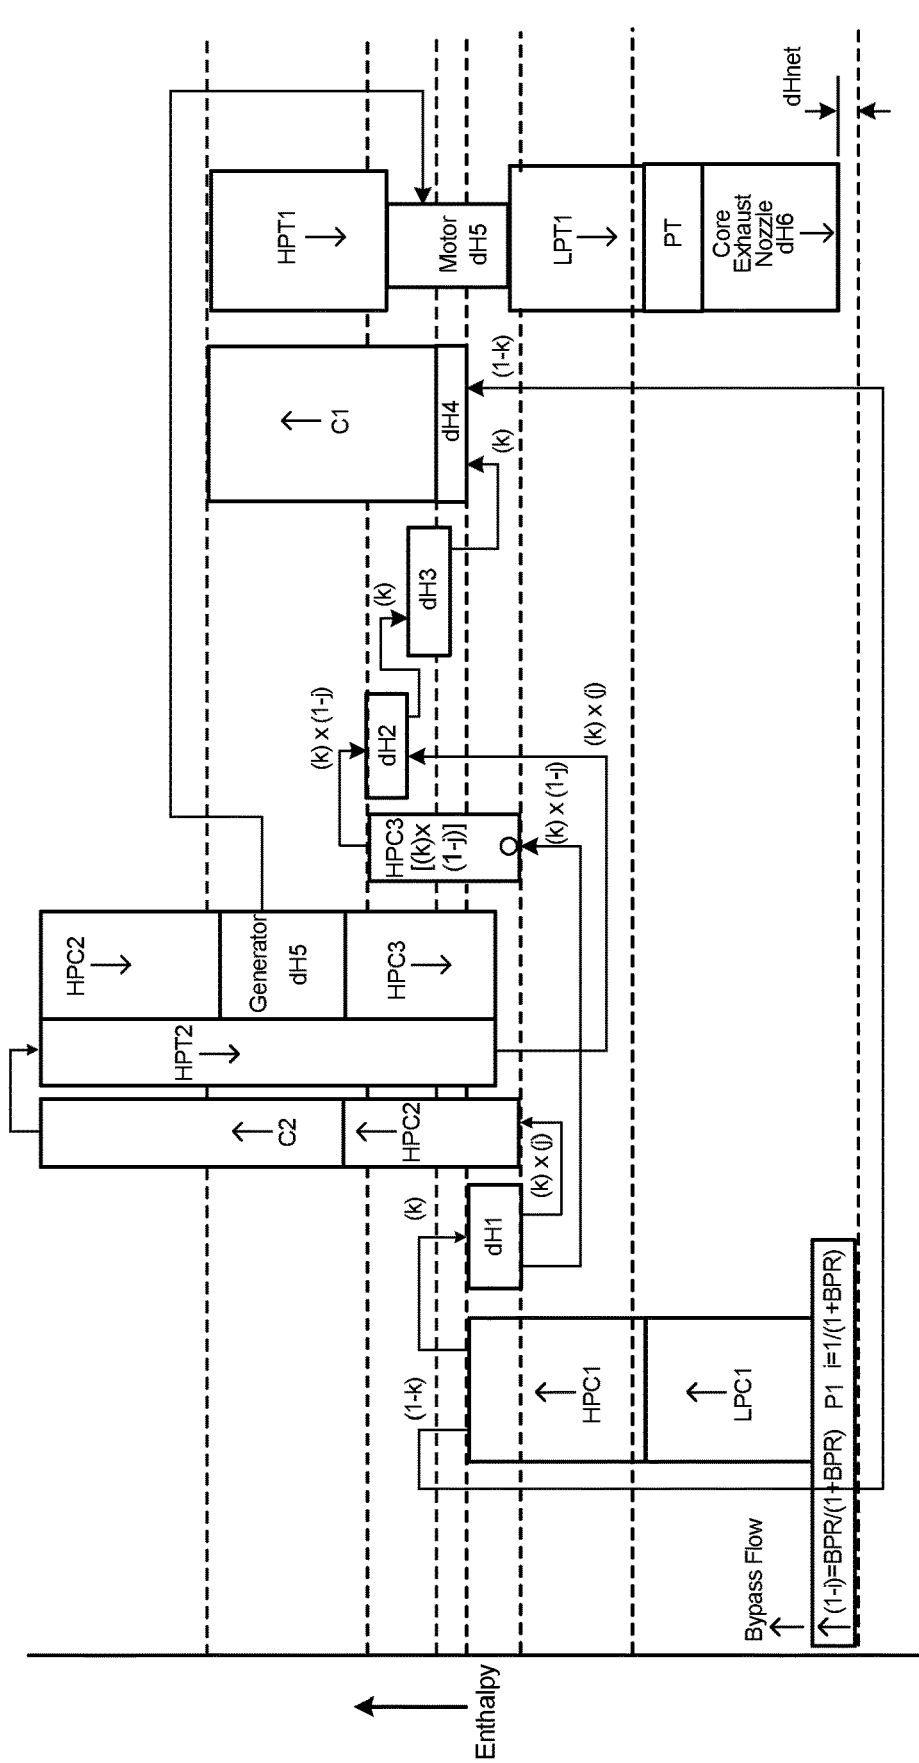 Enthalpy
Bypass Flow
(1-i)=BPR/(1+BPR) P1 i=1/(1+BPR)
(1-k)
HPC1
LPC1
(k)
dH1
(k) x (j)
C2
HPC2
HPT2
HPC2
Generator
dH5
HPC3
HPC3
[(k)x
(1-j)]
(k) x (1-j)
(k) x (1-j)
dH2
(k) x (j)
(k)
dH3
(k)
(1-k)
C1
dH4
HPT1
Motor
dH5
LPT1
PT
Core
Exhaust
Nozzle
dH6
dHnet